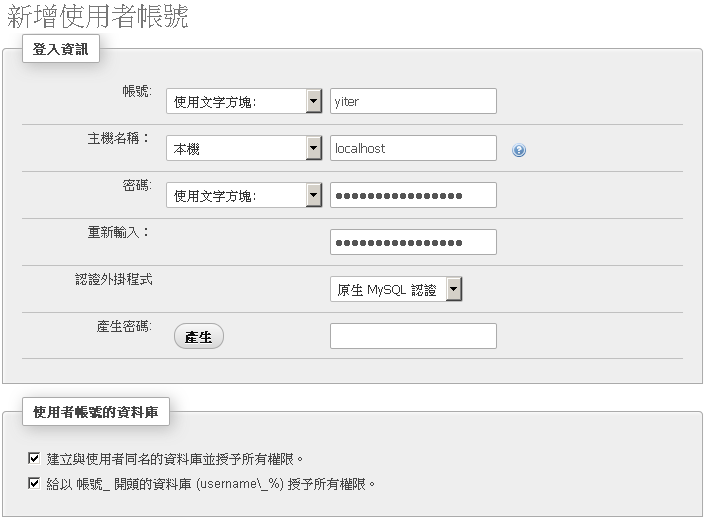 新增使用者帳號
登入資訊
帳號: 使用文字方塊: yiter
主機名稱： 本機 localhost
密碼: 使用文字方塊: ●●●●●●●●●●●●●●●●
重新輸入： ●●●●●●●●●●●●●●●●
認證外掛程式 原生 MySQL 認證
產生密碼: 產生
使用者帳號的資料庫
建立與使用者同名的資料庫並授予所有權限。
給以 帳號_ 開頭的資料庫 (username\_%) 授予所有權限。